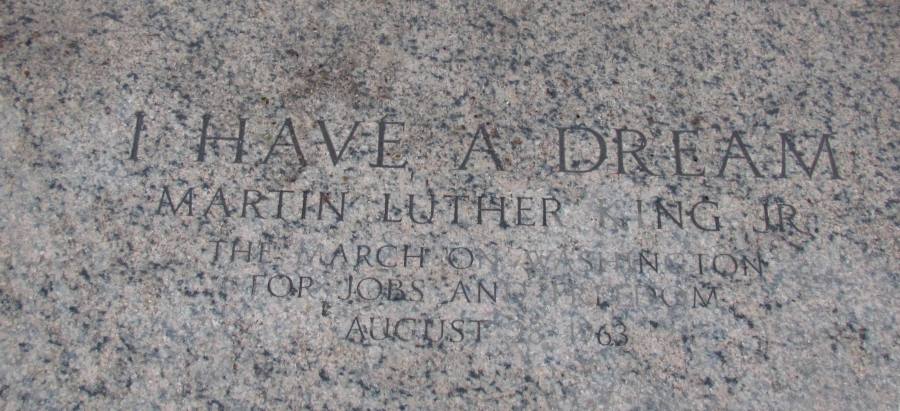 I HAVE A DREAM
MARTIN LUTHER KING JR
THE MARCH ON WASHINGTON
FOR JOBS AND FREEDOM
AUGUST 28 1963